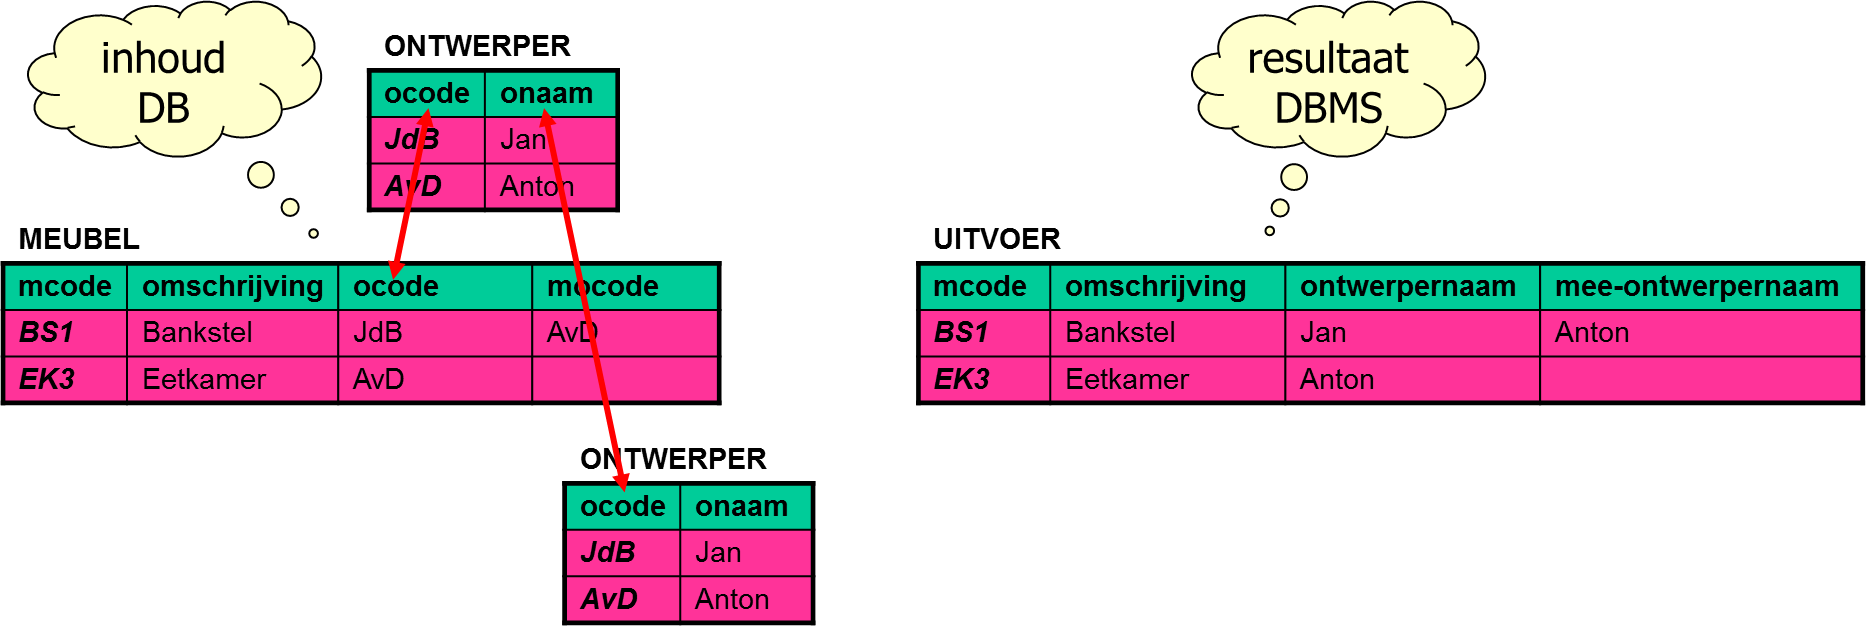 inhoud
DB
ONTWERPER
ocode onaam
JdB Jan
AvD Anton
MEUBEL
mcode omschrijving ocode mocode
BS1 Bankstel JdB AvD
EK3 Eetkamer AvD
ONTWERPER
ocode onaam
JdB Jan
AvD Anton
resultaat
DBMS
UITVOER
mcode omschrijving ontwerpernaam mee-ontwerpernaam
BS1 Bankstel Jan Anton
EK3 Eetkamer Anton